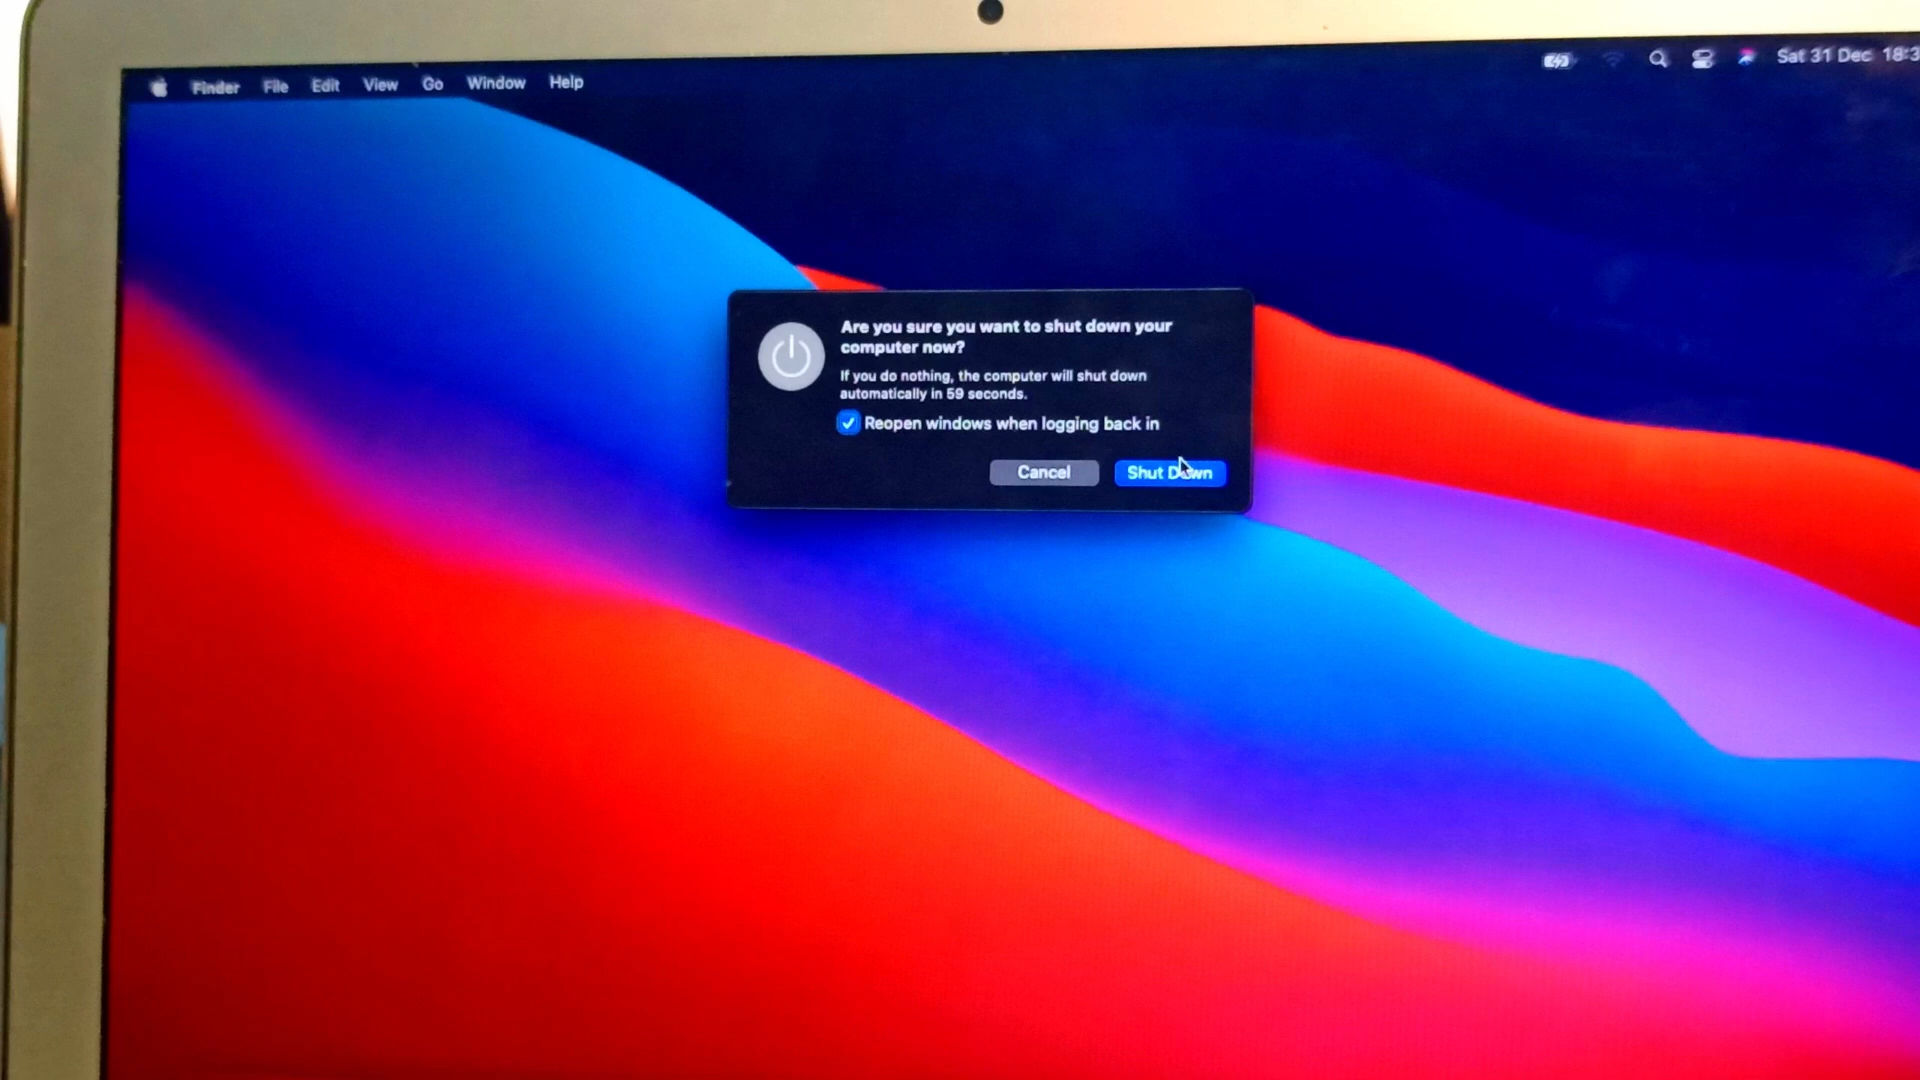 Finder File Edit View Go Window Help
Sat 31 Dec 18:3
Are you sure you want to shut down your
computer now?
If you do nothing, the computer will shut down
automatically in 59 seconds.
Reopen windows when logging back in
Cancel Shut Down